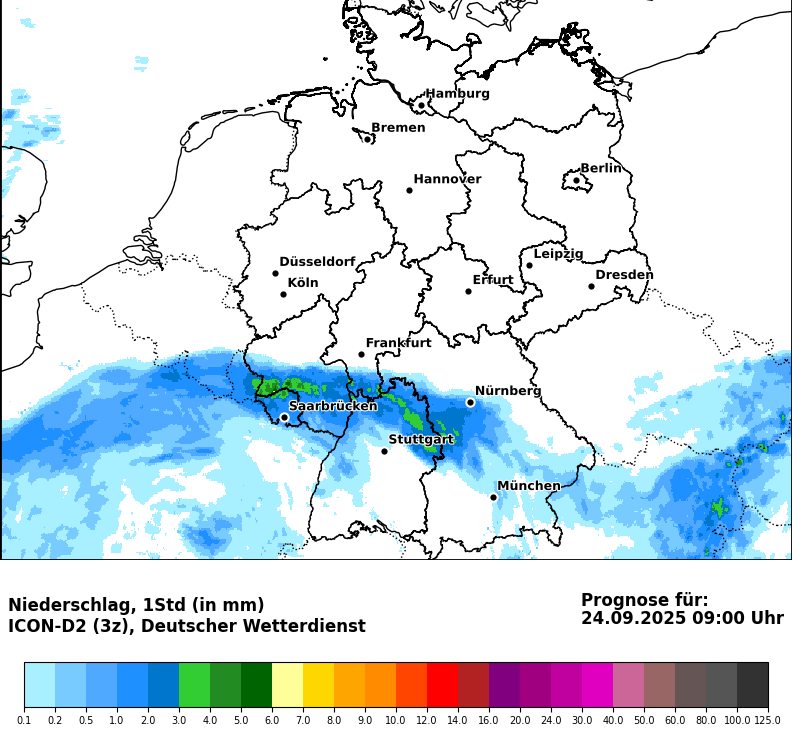 Hamburg
Bremen
Berlin
Hannover
Leipzig
Düsseldorf
Dresden
Köln
Erfurt
Frankfurt
Nürnberg
Saarbrücken
Stuttgart
München
Niederschlag, 1Std (in mm)
ICON-D2 (3z), Deutscher Wetterdienst
Prognose für:
24.09.2025 09:00 Uhr
0.1 0.2 0.5 1.0 2.0 3.0 4.0 5.0 6.0 7.0 8.0 9.0 10.0 12.0 14.0 16.0 20.0 24.0 30.0 40.0 50.0 60.0 80.0 100.0 125.0